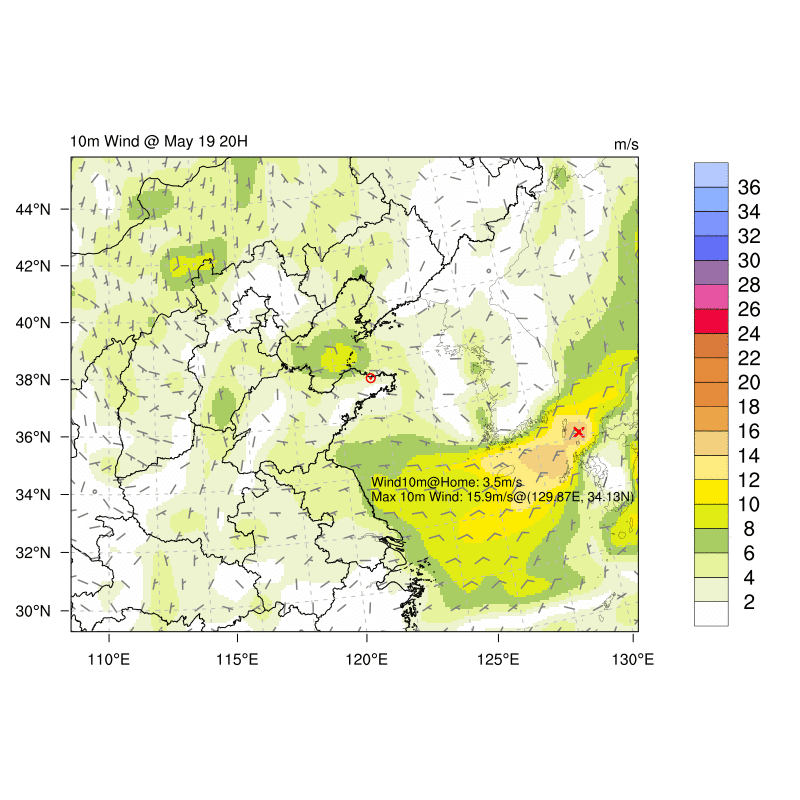 10m Wind @ May 19 20H
m/s
44°N
42°N
40°N
38°N
36°N
34°N
32°N
30°N
110°E
115°E
120°E
125°E
130°E
Wind10m@Home: 3.5m/s
Max 10m Wind: 15.9m/s@(129.87E, 34.13N)
36
34
32
30
28
26
24
22
20
18
16
14
12
10
8
6
4
2